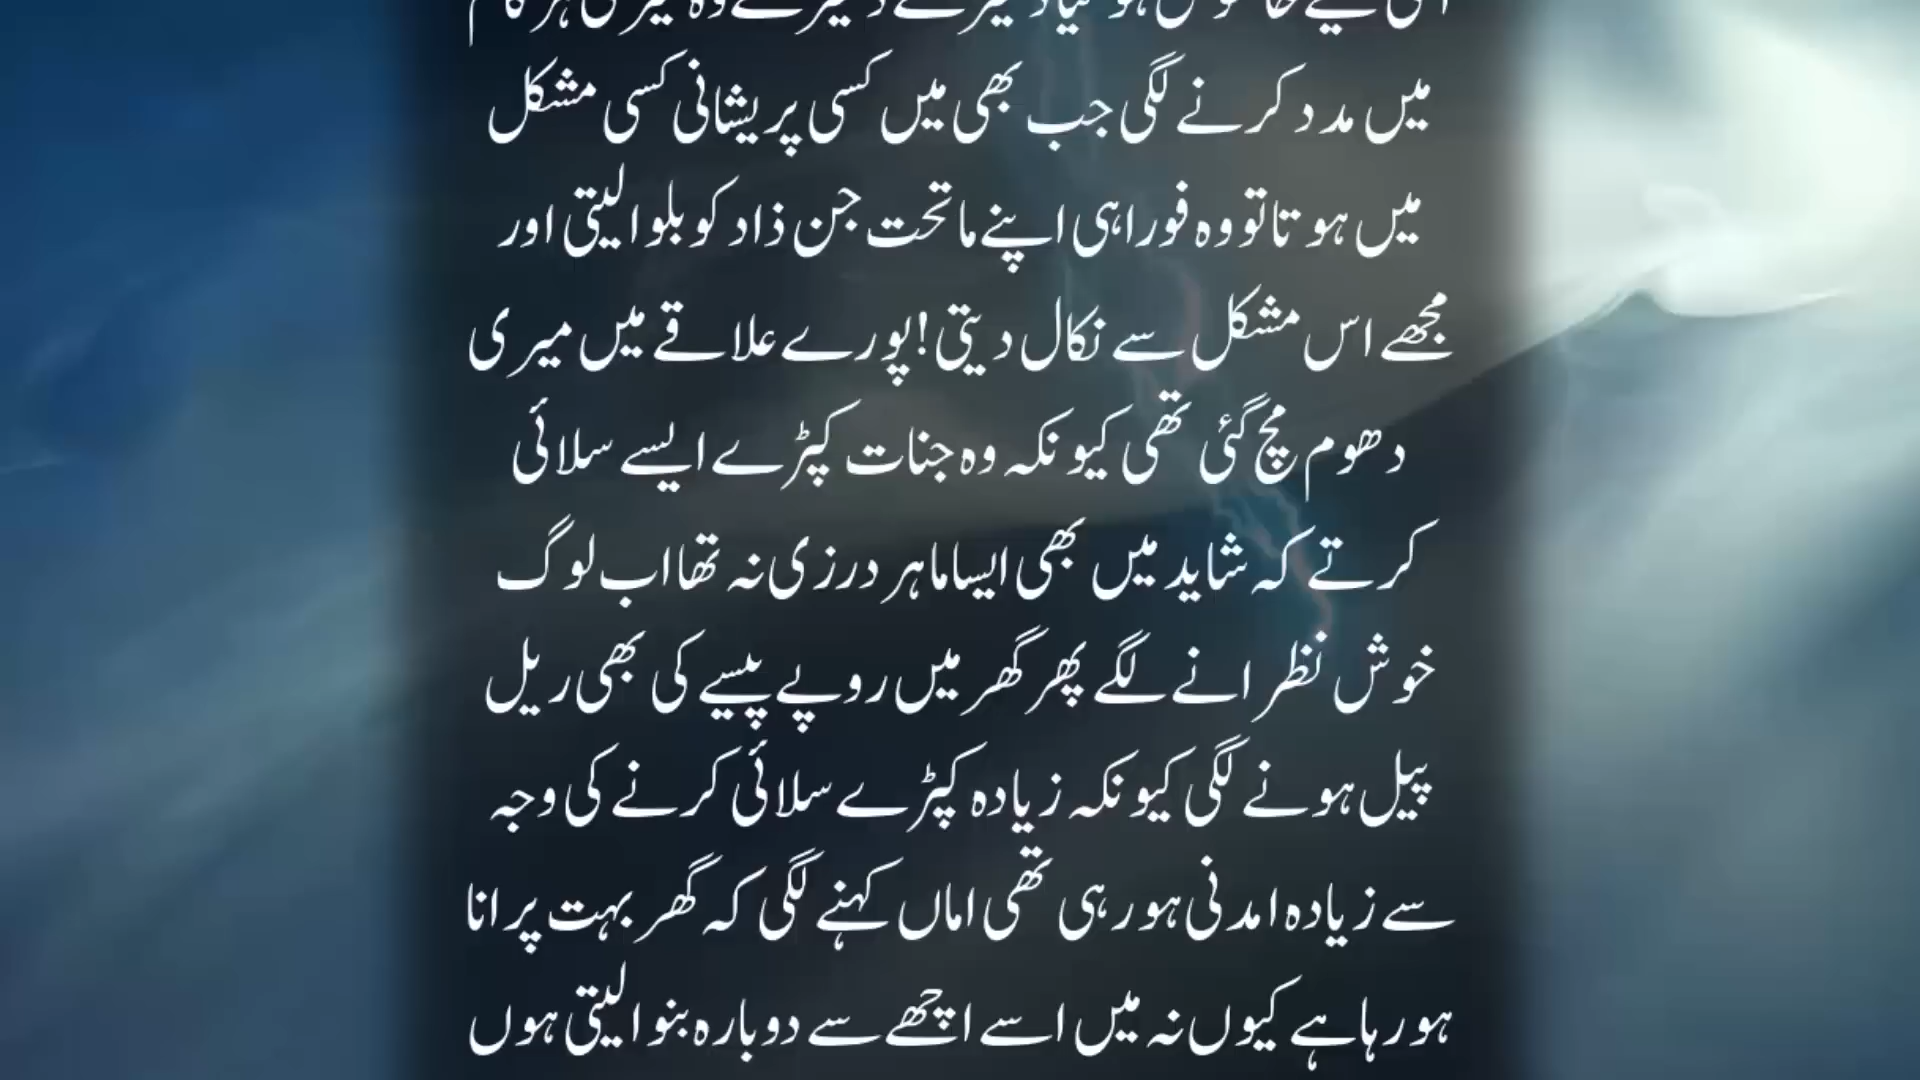 میں مدد کرنے لگی جب بھی میں کسی پریشانی کسی مشکل
میں ہوتا تو وہ فورا ہی اپنے ماتحت جن ذاد کو بلوا لیتی اور
مجھے اس مشکل سے نکال دیتی!پورے علاقے میں میری
دھوم مچ گئی تھی کیونکہ وہ جنات کپڑے ایسے سلائی
کرتے کہ شاید میں بھی ایسا ماہر درزی نہ تھا اب لوگ
خوش نظر انے لگے پھر گھر میں روپے پیسے کی بھی ریل
پیل ہونے لگی کیونکہ زیادہ کپڑے سلائی کرنے کی وجہ
سے زیادہ امدنی ہو رہی تھی اماں کہنے لگی کہ گھر بہت پرانا
ہو رہا ہے کیوں نہ میں اسے اچھے سے دوبارہ بنوا لیتی ہوں